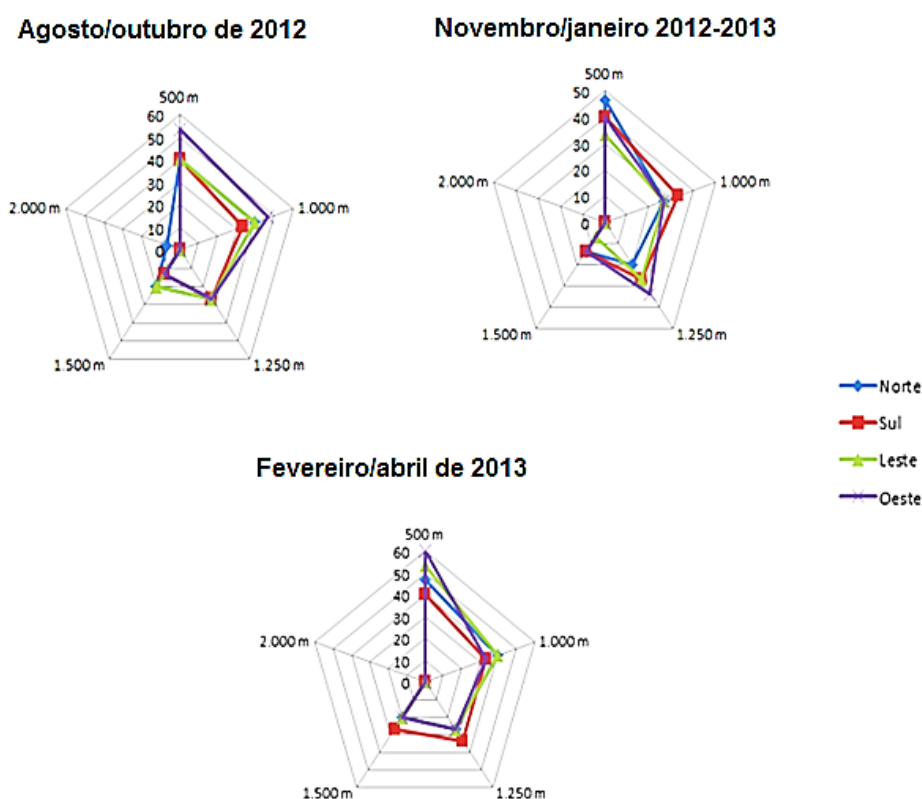 Agosto/outubro de 2012
500 m
60
50
40
30
20
10
0
1.000 m
1.250 m
1.500 m
2.000 m
Novembro/janeiro 2012-2013
500 m
50
40
30
20
10
0
1.000 m
1.250 m
1.500 m
2.000 m
Norte
Sul
Leste
Oeste
Fevereiro/abril de 2013
500 m
60
50
40
30
20
10
0
1.000 m
1.250 m
1.500 m
2.000 m